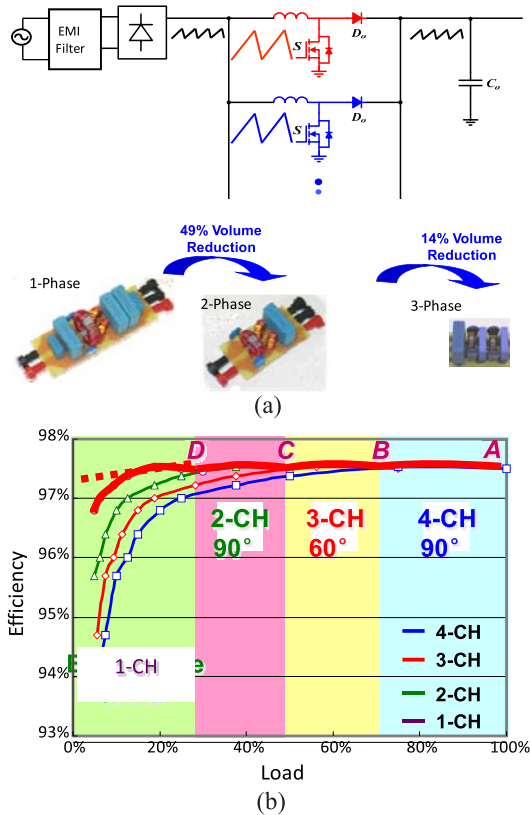 EMI
Filter
S
Do
S
Do
Co
49% Volume
Reduction
14% Volume
Reduction
1-Phase
2-Phase
3-Phase
(a)
98%
97%
96%
95%
94%
93%
Efficiency
D
C
B
A
2-CH
90°
3-CH
60°
4-CH
90°
1-CH
4-CH
3-CH
2-CH
1-CH
0%
20%
40%
60%
80%
100%
Load
(b)